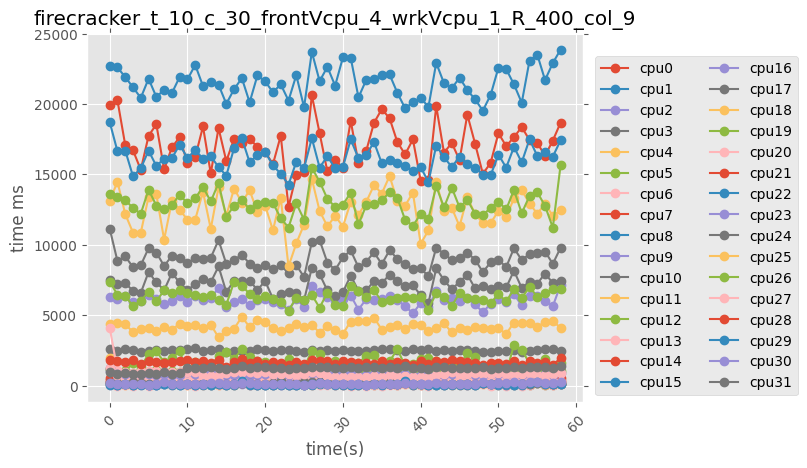 firecracker_t_10_c_30_frontVcpu_4_wrkVcpu_1_R_400_col_9
25000
20000
15000
10000
5000
0
time ms
0
10
20
30
40
50
60
time(s)
cpu0
cpu1
cpu2
cpu3
cpu4
cpu5
cpu6
cpu7
cpu8
cpu9
cpu10
cpu11
cpu12
cpu13
cpu14
cpu15
cpu16
cpu17
cpu18
cpu19
cpu20
cpu21
cpu22
cpu23
cpu24
cpu25
cpu26
cpu27
cpu28
cpu29
cpu30
cpu31